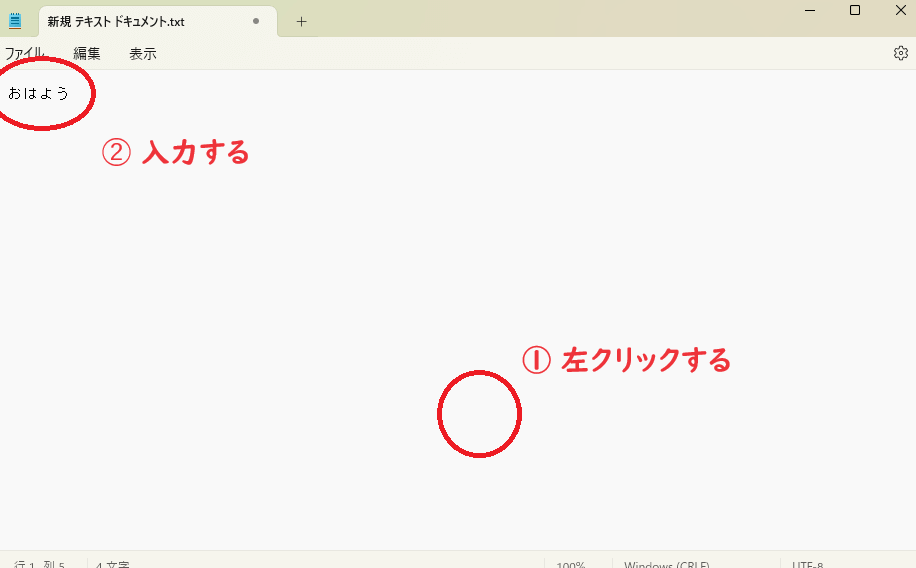 新規 テキスト ドキュメント.txt
ファイル 編集 表示
おはよう
② 入力する
① 左クリックする
行 1、列 5 4 文字 100% Windows (CRLF) UTF-8